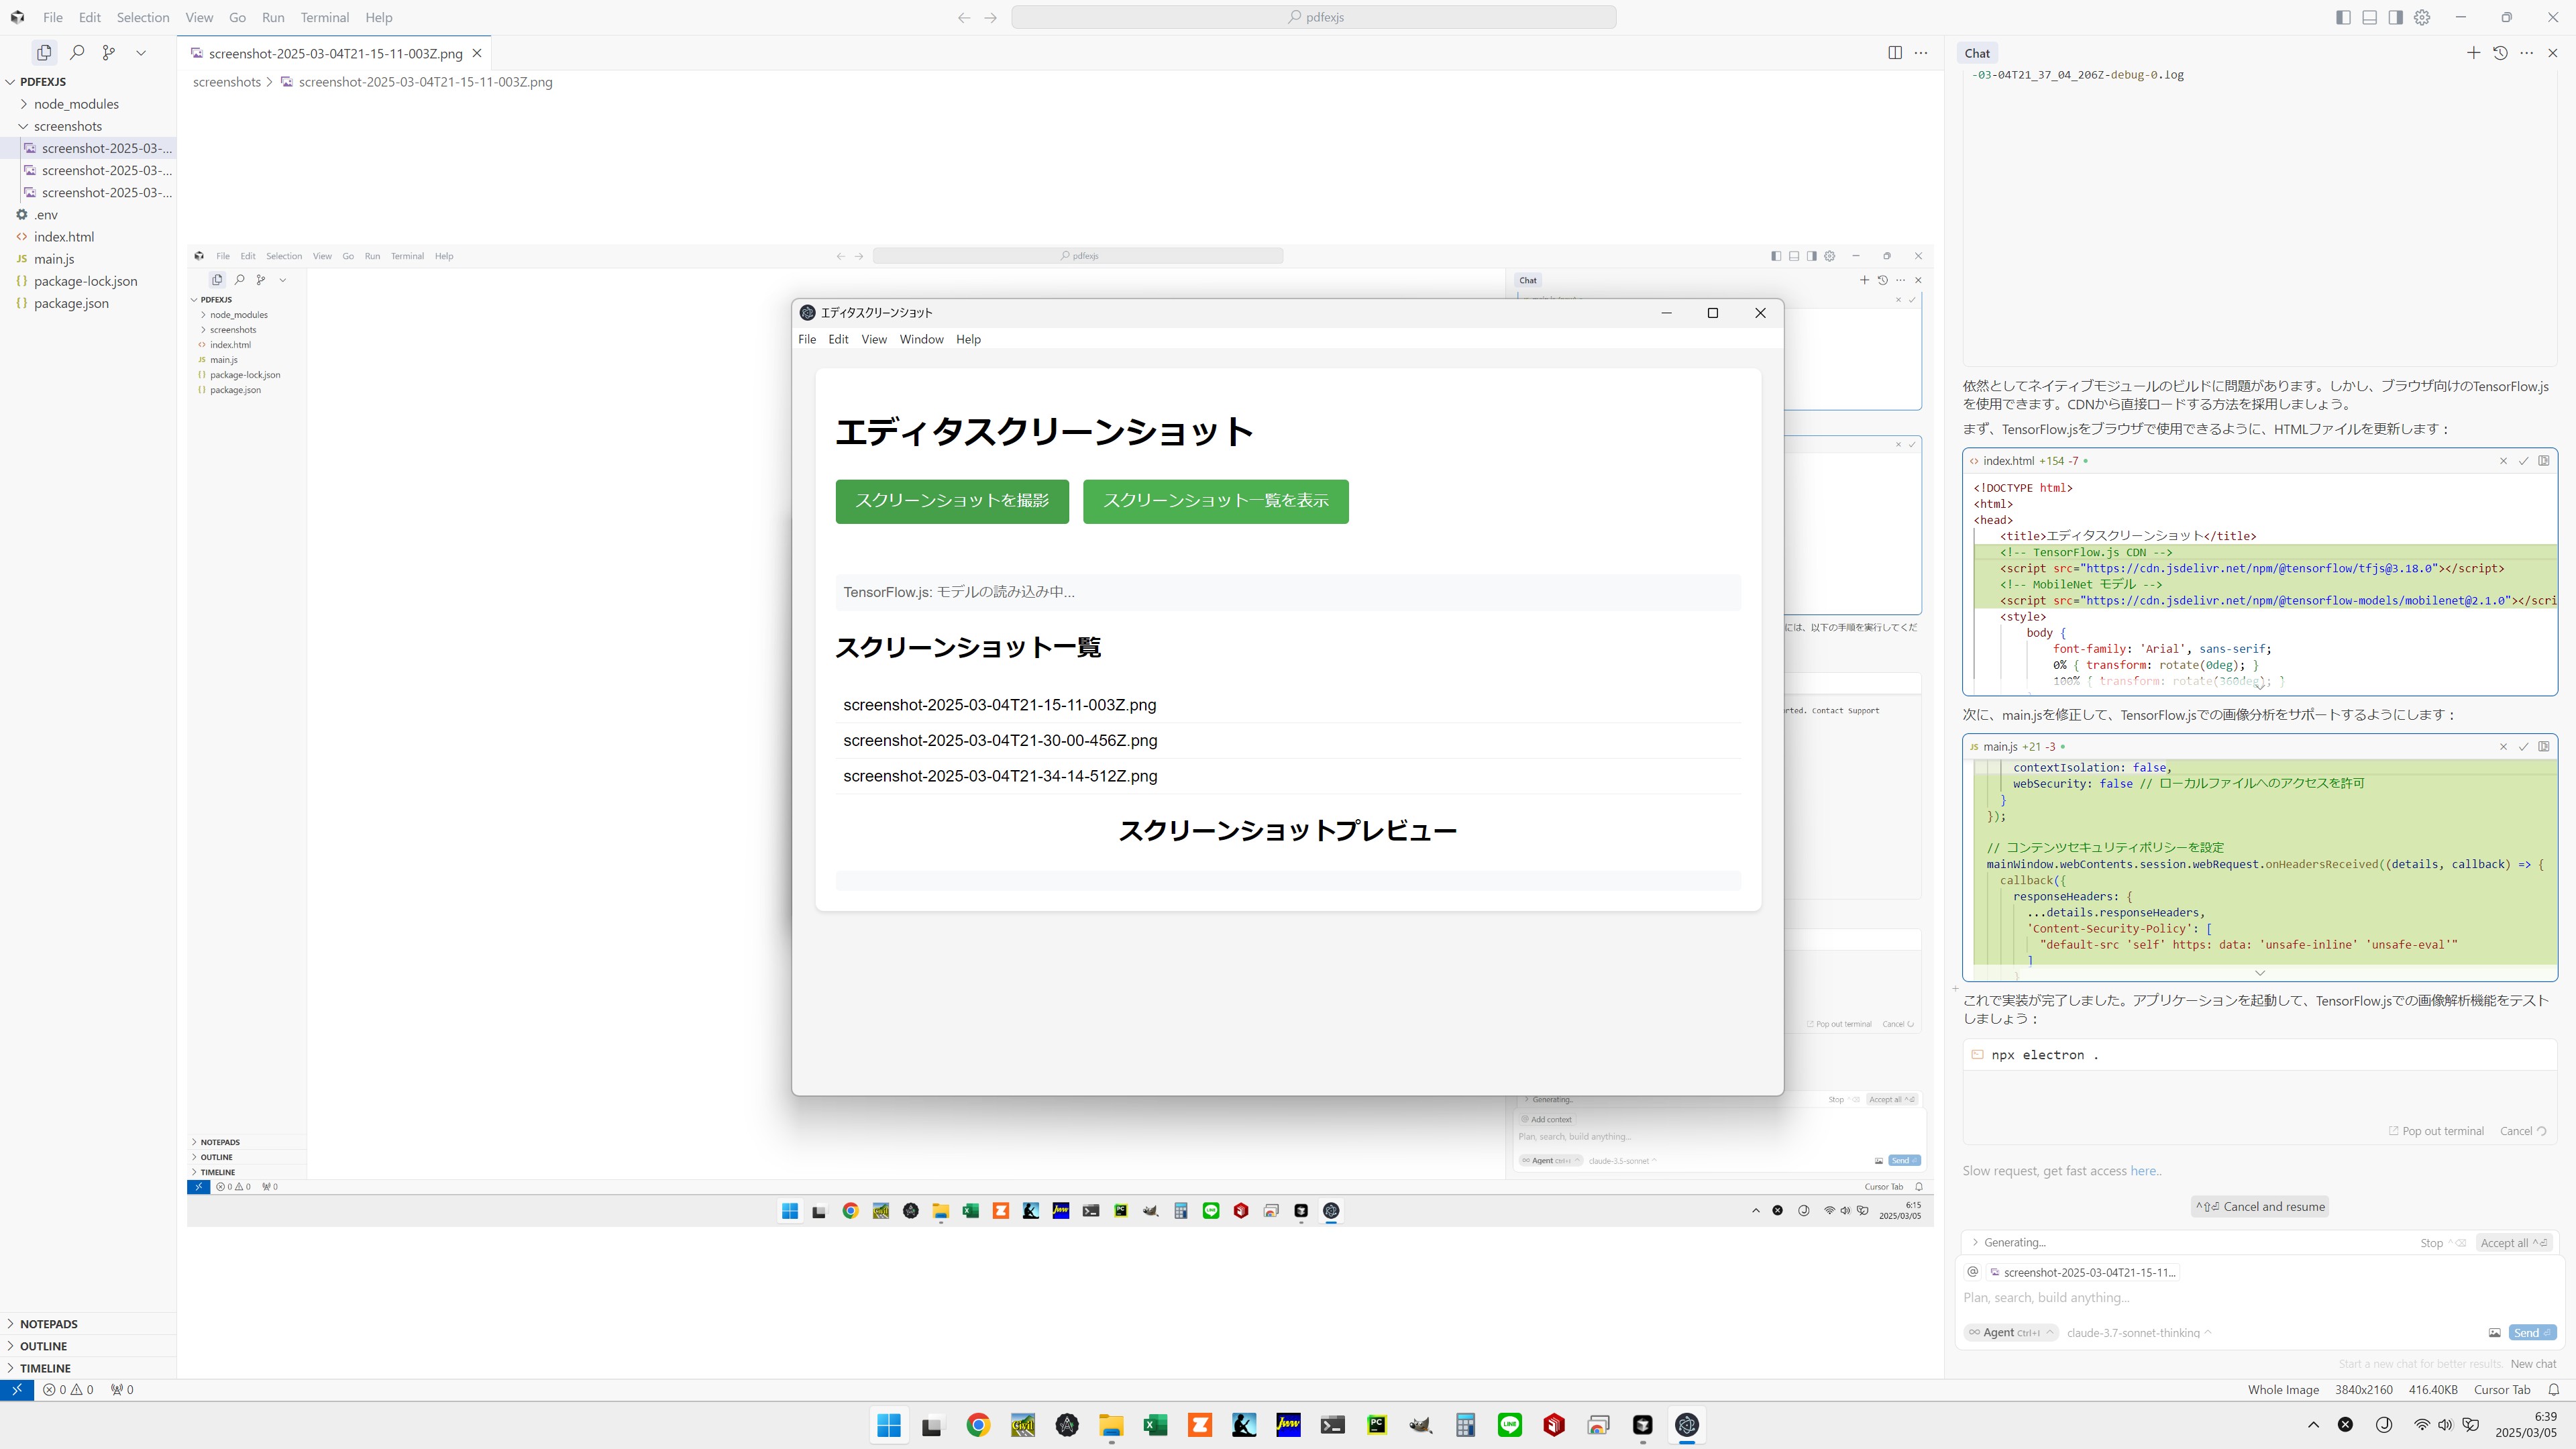 File Edit Selection View Go Run Terminal Help
pdfexjs
screenshot-2025-03-04T21-15-11-003Z.png
screenshots > screenshot-2025-03-04T21-15-11-003Z.png
PDFEXJS
node_modules
screenshots
screenshot-2025-03-...
screenshot-2025-03-...
screenshot-2025-03-...
.env
index.html
main.js
package-lock.json
package.json
NOTEPADS
OUTLINE
TIMELINE
File Edit Selection View Go Run Terminal Help
pdfexjs
PDFEXJS
node_modules
screenshots
index.html
main.js
package-lock.json
package.json
Chat
には、以下の手順を実行してくだ
rted. Contact Support
Pop out terminal Cancel
Generating..
Stop
Accept all
Add context
Plan, search, build anything...
Agent Ctrl+I claude-3.5-sonnet
Send
NOTEPADS
OUTLINE
TIMELINE
0 0 0
Cursor Tab
6:15
2025/03/05
エディタスクリーンショット
File Edit View Window Help
エディタスクリーンショット
スクリーンショットを撮影
スクリーンショット一覧を表示
TensorFlow.js: モデルの読み込み中...
スクリーンショット一覧
screenshot-2025-03-04T21-15-11-003Z.png
screenshot-2025-03-04T21-30-00-456Z.png
screenshot-2025-03-04T21-34-14-512Z.png
スクリーンショットプレビュー
Chat
-03-04T21_37_04_206Z-debug-0.log
依然としてネイティブモジュールのビルドに問題があります。しかし、ブラウザ向けのTensorFlow.js
を使用できます。CDNから直接ロードする方法を採用しましょう。
まず、TensorFlow.jsをブラウザで使用できるように、HTMLファイルを更新します：
index.html +154 -7
<!DOCTYPE html>
<html>
<head>
<title>エディタスクリーンショット</title>
<!-- TensorFlow.js CDN -->
<script src="https://cdn.jsdelivr.net/npm/@tensorflow/tfjs@3.18.0"></script>
<!-- MobileNet モデル -->
<script src="https://cdn.jsdelivr.net/npm/@tensorflow-models/mobilenet@2.1.0"></scri
<style>
body {
font-family: 'Arial', sans-serif;
0% { transform: rotate(0deg); }
100% { transform: rotate(360deg); }
次に、main.jsを修正して、TensorFlow.jsでの画像分析をサポートするようにします：
main.js +21 -3
contextIsolation: false,
webSecurity: false // ローカルファイルへのアクセスを許可
}
});
// コンテンツセキュリティポリシーを設定
mainWindow.webContents.session.webRequest.onHeadersReceived((details, callback) => {
callback({
responseHeaders: {
...details.responseHeaders,
'Content-Security-Policy': [
"default-src 'self' https: data: 'unsafe-inline' 'unsafe-eval'"
]
}
これで実装が完了しました。アプリケーションを起動して、TensorFlow.jsでの画像解析機能をテスト
しましょう：
npx electron .
Pop out terminal Cancel
Slow request, get fast access here..
Cancel and resume
Generating...
Stop
Accept all
@ screenshot-2025-03-04T21-15-11...
Plan, search, build anything...
Agent Ctrl+I claude-3.7-sonnet-thinking
Send
Start a new chat for better results. New chat
0 0 0
Whole Image 3840x2160 416.40KB Cursor Tab
6:39
2025/03/05